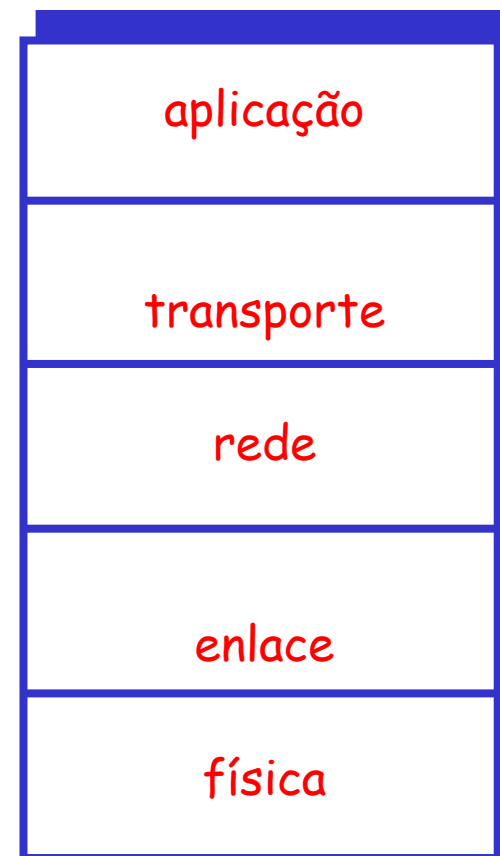 aplicação
transporte
rede
enlace
física